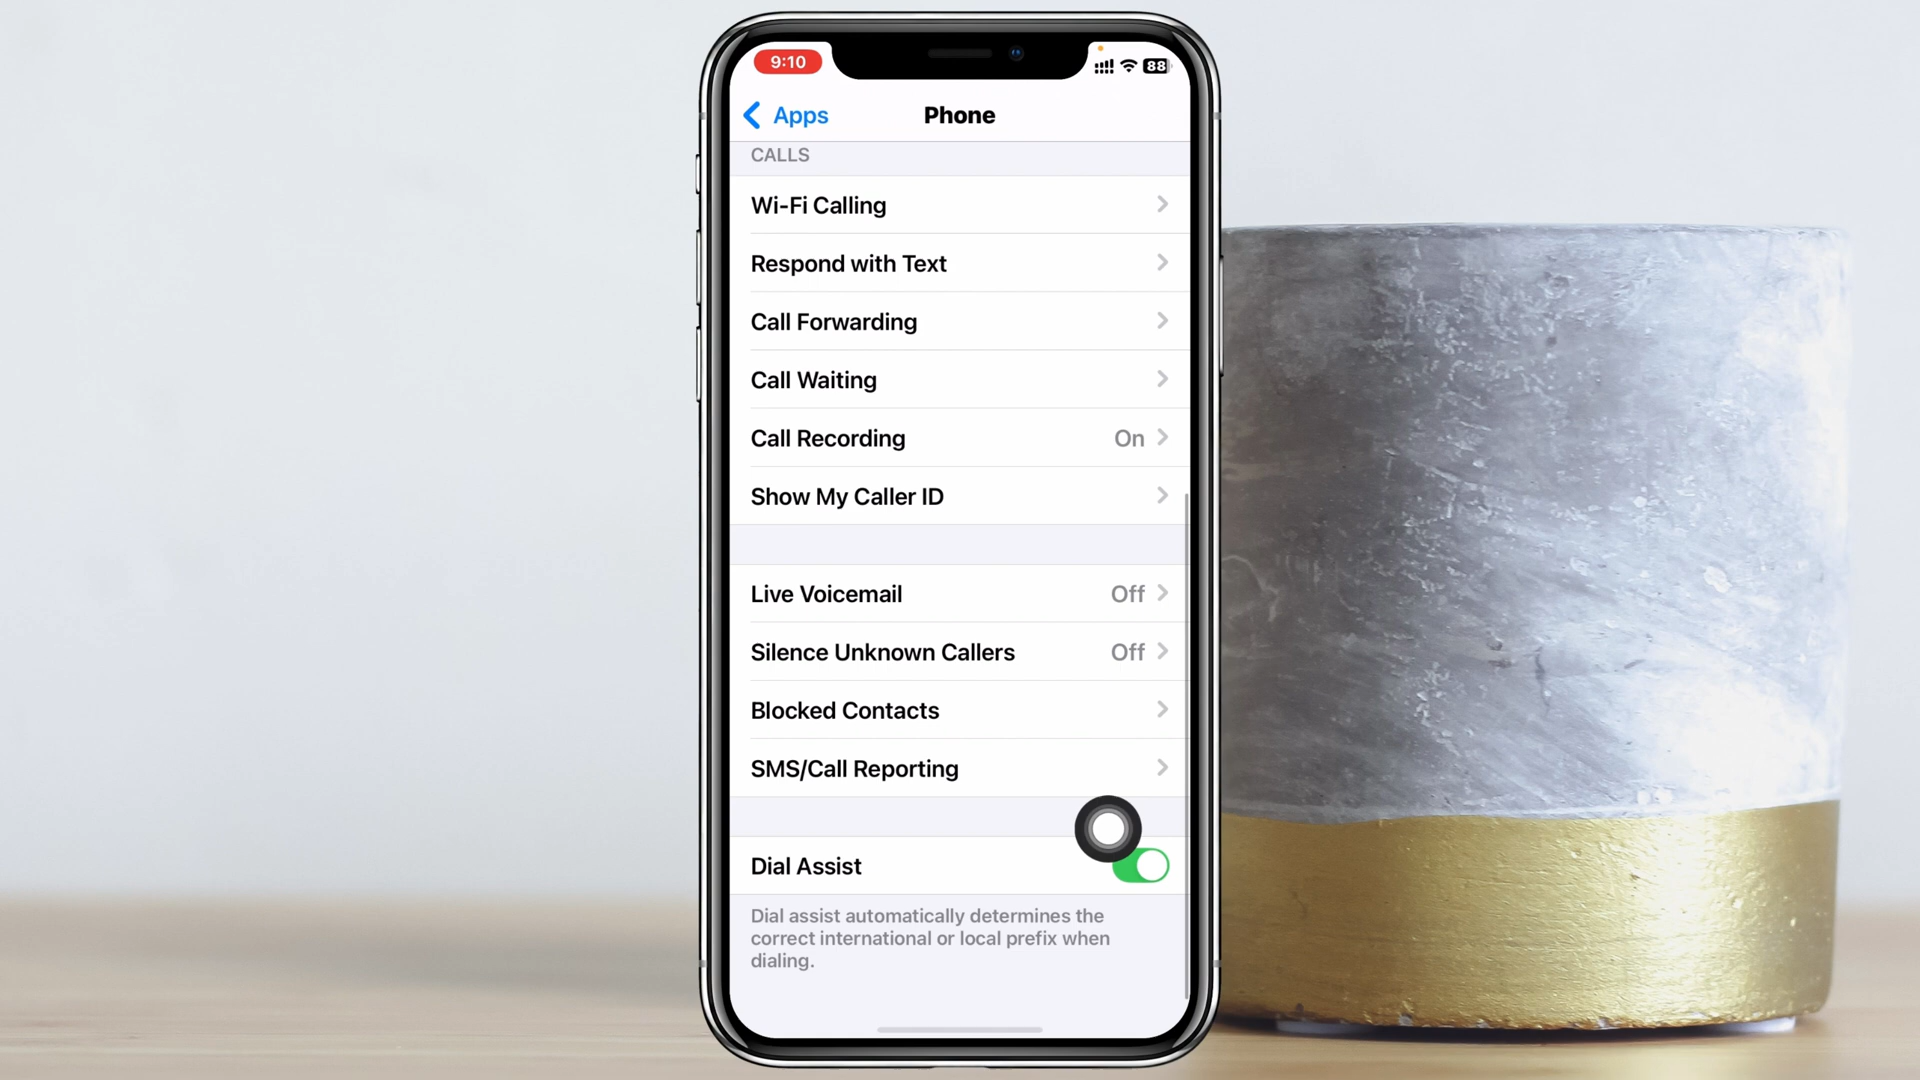 9:10
88
Apps
Phone
CALLS
Wi-Fi Calling
Respond with Text
Call Forwarding
Call Waiting
Call Recording On
Show My Caller ID
Live Voicemail Off
Silence Unknown Callers Off
Blocked Contacts
SMS/Call Reporting
Dial Assist
Dial assist automatically determines the
correct international or local prefix when
dialing.